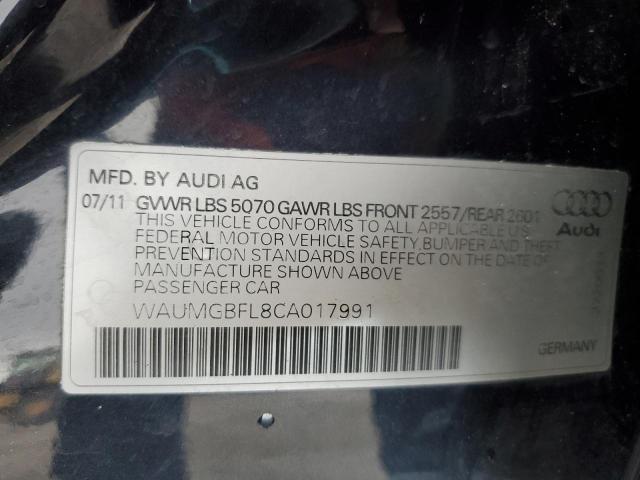 MFD. BY AUDI AG
07/11 GVWR LBS 5070 GAWR LBS FRONT 2557/REAR 2601
THIS VEHICLE CONFORMS TO ALL APPLICABLE U.S.
FEDERAL MOTOR VEHICLE SAFETY, BUMPER AND THEFT
PREVENTION STANDARDS IN EFFECT ON THE DATE OF
MANUFACTURE SHOWN ABOVE
PASSENGER CAR
WAUMGBFL8CA017991
Audi
GERMANY